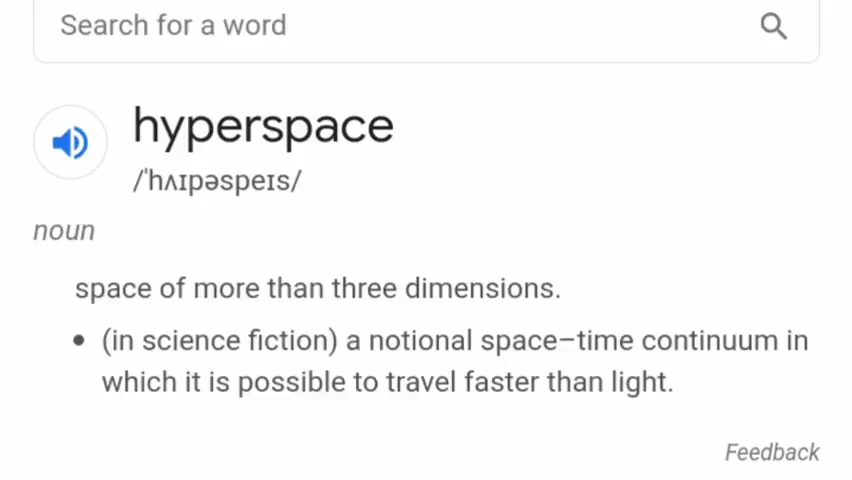 Search for a word
hyperspace
/ˈhʌɪpəspeɪs/
noun
space of more than three dimensions.
• (in science fiction) a notional space–time continuum in
which it is possible to travel faster than light.
Feedback